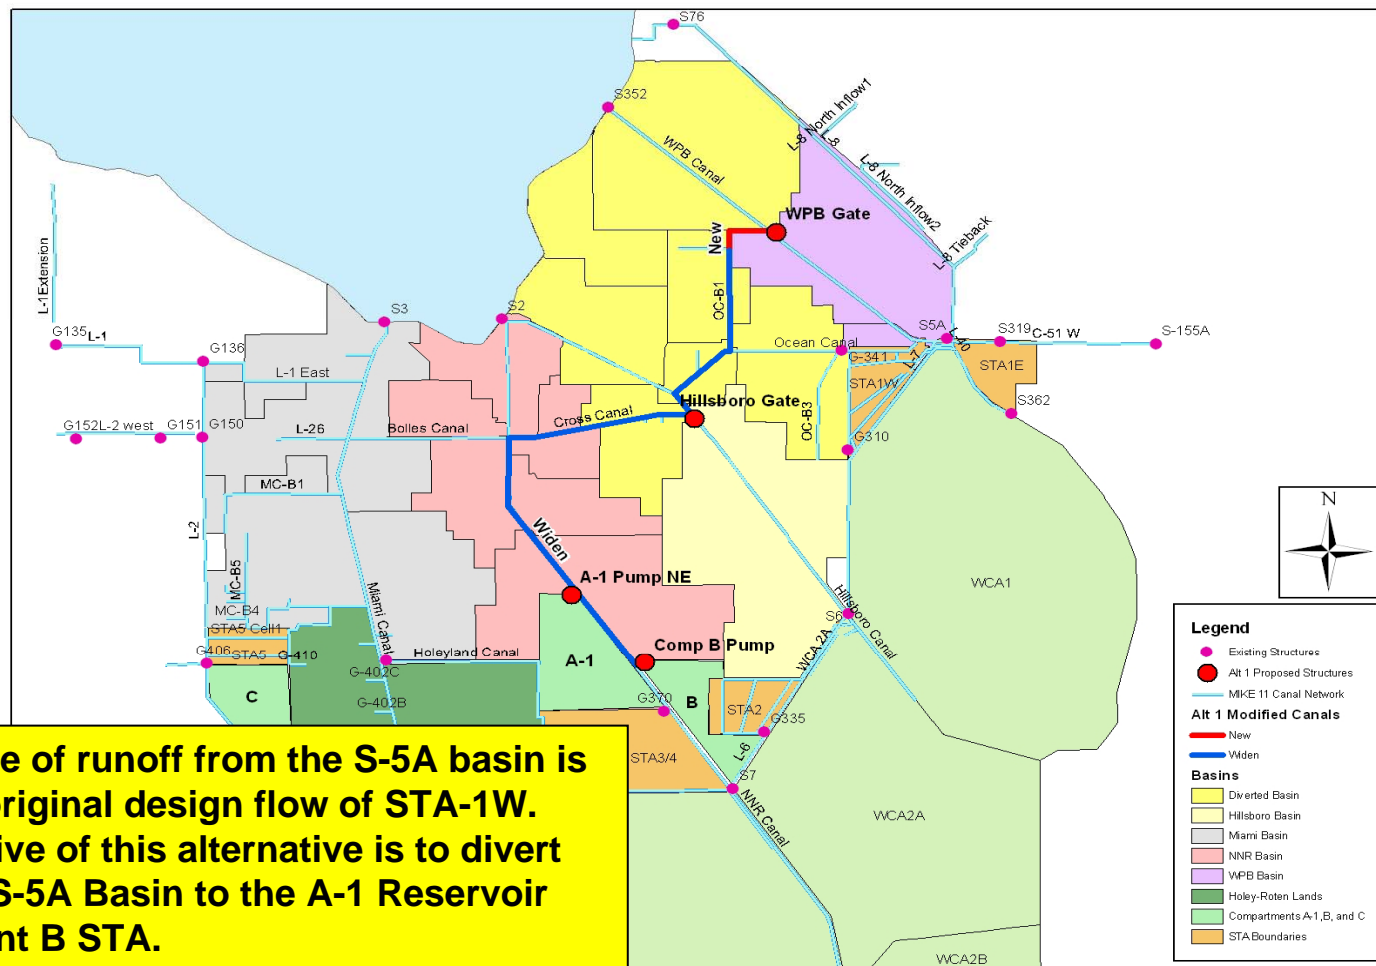 S76
S352
L-8 North Inflow1
L-8
WPB Canal
L-8 North Inflow2
WPB Gate
New
L-8 Tieback
L-1Extension
OC-B1
S3
S2
G135
L-1
S5A
L-40
S319
C-51 W
S-155A
G136
Ocean Canal
G-341
L-7
STA1E
L-1 East
STA1W
Hillsboro Gate
S362
Cross Canal
OC-B3
G152
L-2 west
G151
G150
L-26
Bolles Canal
G310
MC-B1
N
L-2
Widen
MC-B5
A-1 Pump NE
WCA1
Miami Canal
Hillsboro Canal
MC-B4
S6
STA5 Cell1
Comp B Pump
WCA 2A
G406
STA5
G-410
Holeyland Canal
A-1
G-402C
C
G-402B
G370
B
STA2
G335
L-6
STA3/4
S7
NNR Canal
WCA2A
WCA2B
Legend
Existing Structures
Alt 1 Proposed Structures
MIKE 11 Canal Network
Alt 1 Modified Canals
New
Widen
Basins
Diverted Basin
Hillsboro Basin
Miami Basin
NNR Basin
WPB Basin
Holey-Roten Lands
Compartments A-1,B, and C
STA Boundaries
e of runoff from the S-5A basin is
original design flow of STA-1W.
ive of this alternative is to divert
S-5A Basin to the A-1 Reservoir
nt B STA.